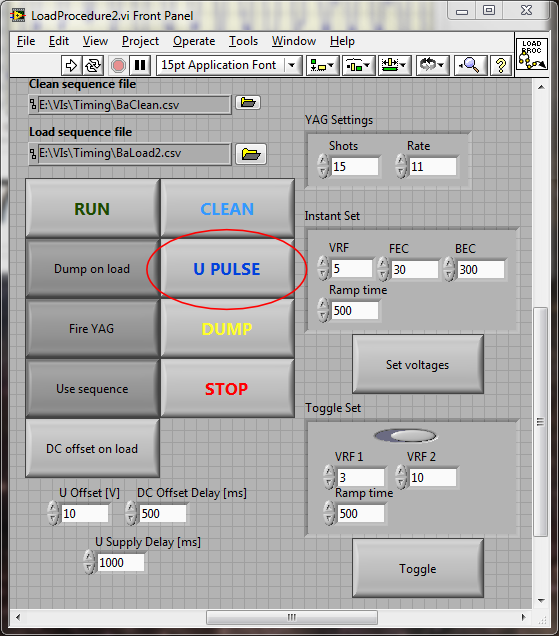 LoadProcedure2.vi Front Panel
File Edit View Project Operate Tools Window Help
15pt Application Font
?
LOAD
PROC
Clean sequence file
E:\VIs\Timing\BaClean.csv
Load sequence file
E:\VIs\Timing\BaLoad2.csv
RUN CLEAN
Dump on load U PULSE
Fire YAG DUMP
Use sequence STOP
DC offset on load
U Offset [V] DC Offset Delay [ms]
10 500
U Supply Delay [ms]
1000
YAG Settings
Shots Rate
15 11
Instant Set
VRF FEC BEC
5 30 300
Ramp time
500
Set voltages
Toggle Set
VRF 1 VRF 2
3 10
Ramp time
500
Toggle